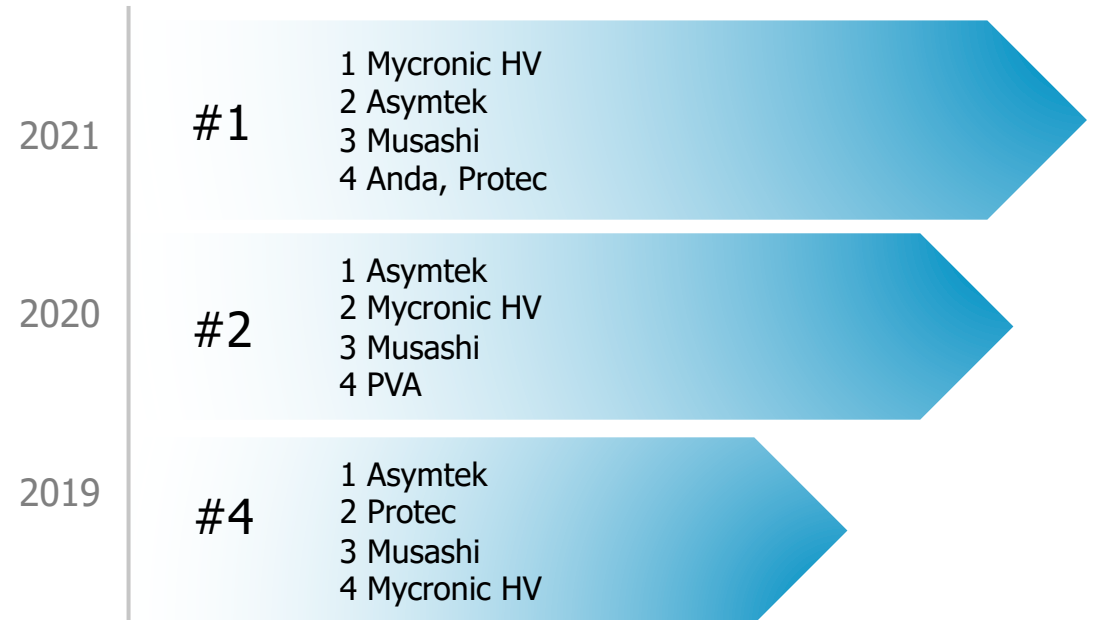 2021
#1
1 Mycronic HV
2 Asymtek
3 Musashi
4 Anda, Protec
2020
#2
1 Asymtek
2 Mycronic HV
3 Musashi
4 PVA
2019
#4
1 Asymtek
2 Protec
3 Musashi
4 Mycronic HV